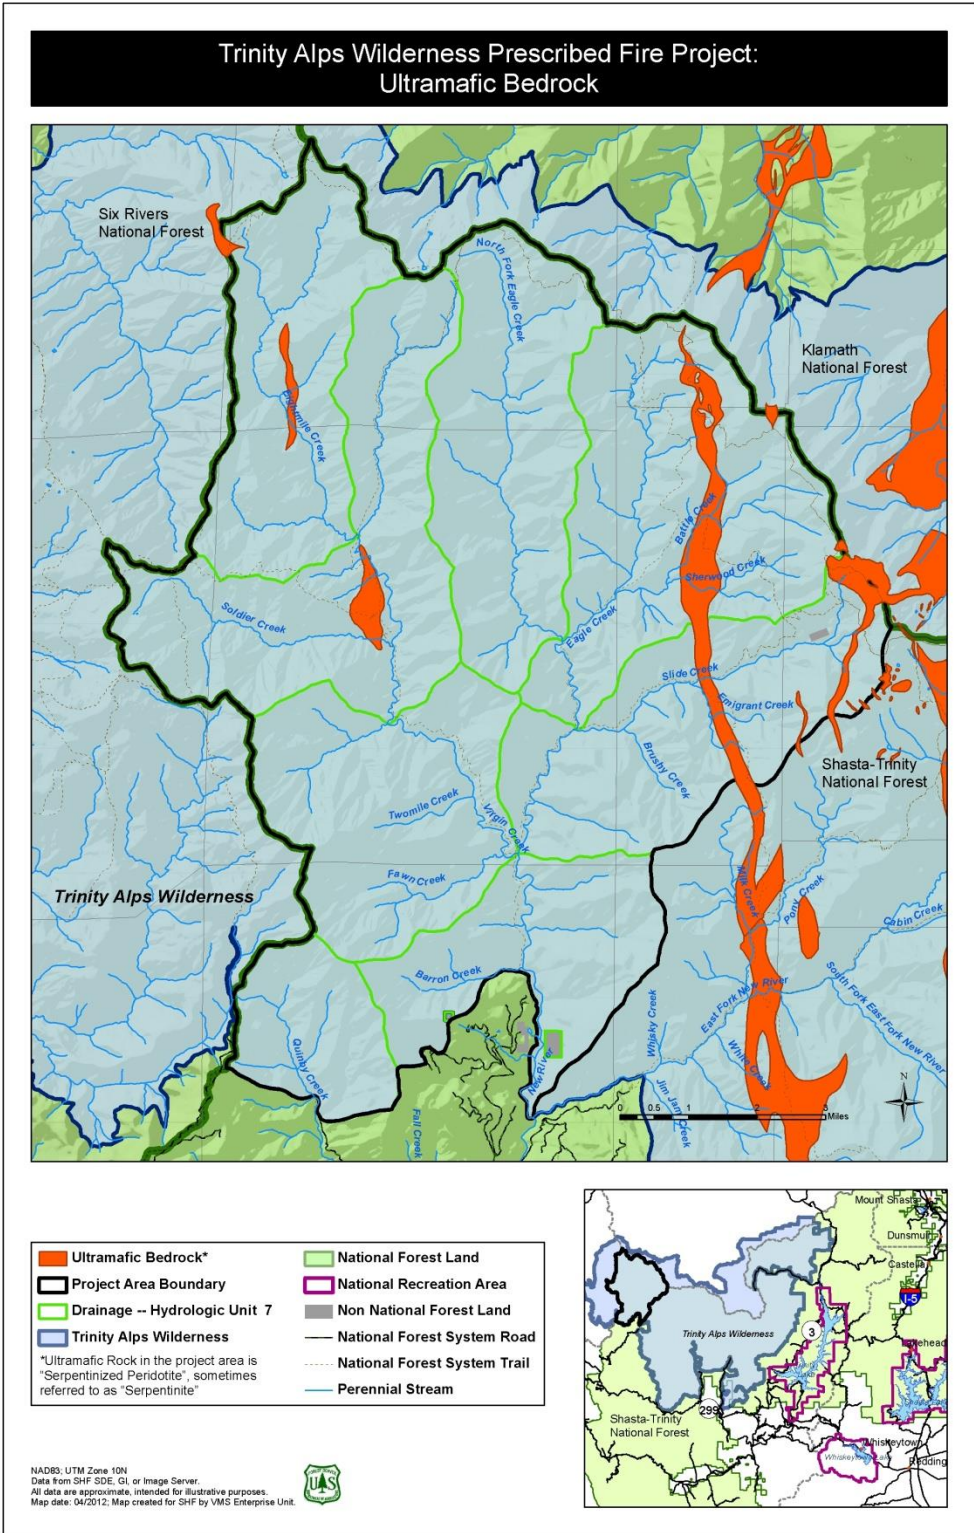 Trinity Alps Wilderness Prescribed Fire Project:
Ultramafic Bedrock
Six Rivers
National Forest
North Fork Eagle Creek
Klamath
National Forest
Eightmile Creek
Battle Creek
Sherwood Creek
Soldier Creek
Eagle Creek
Slide Creek
Emigrant Creek
Brushy Creek
Shasta-Trinity
National Forest
Twomile Creek
Virgin Creek
Fawn Creek
Milk Creek
Pony Creek
Cabin Creek
Trinity Alps Wilderness
Barron Creek
East Fork New River
South Fork East Fork New River
Whisky Creek
White Creek
Quinby Creek
New River
Jim Jam Creek
Fall Creek
N
0 0.5 1 2 3
Miles
Ultramafic Bedrock*
Project Area Boundary
Drainage -- Hydrologic Unit 7
Trinity Alps Wilderness
*Ultramafic Rock in the project area is
"Serpentinized Peridotite", sometimes
referred to as "Serpentinite"
National Forest Land
National Recreation Area
Non National Forest Land
National Forest System Road
National Forest System Trail
Perennial Stream
Mount Shasta
Dunsmuir
Castella
I-5
Trinity Alps Wilderness
3
299
Shasta-Trinity
National Forest
Whiskeytown
Whiskeytown Lake
Redding
NAD83; UTM Zone 10N
Data from SHF SDE, GI, or Image Server.
All data are approximate, intended for illustrative purposes.
Map date: 04/2012; Map created for SHF by VMS Enterprise Unit.
FOREST SERVICE
UAS